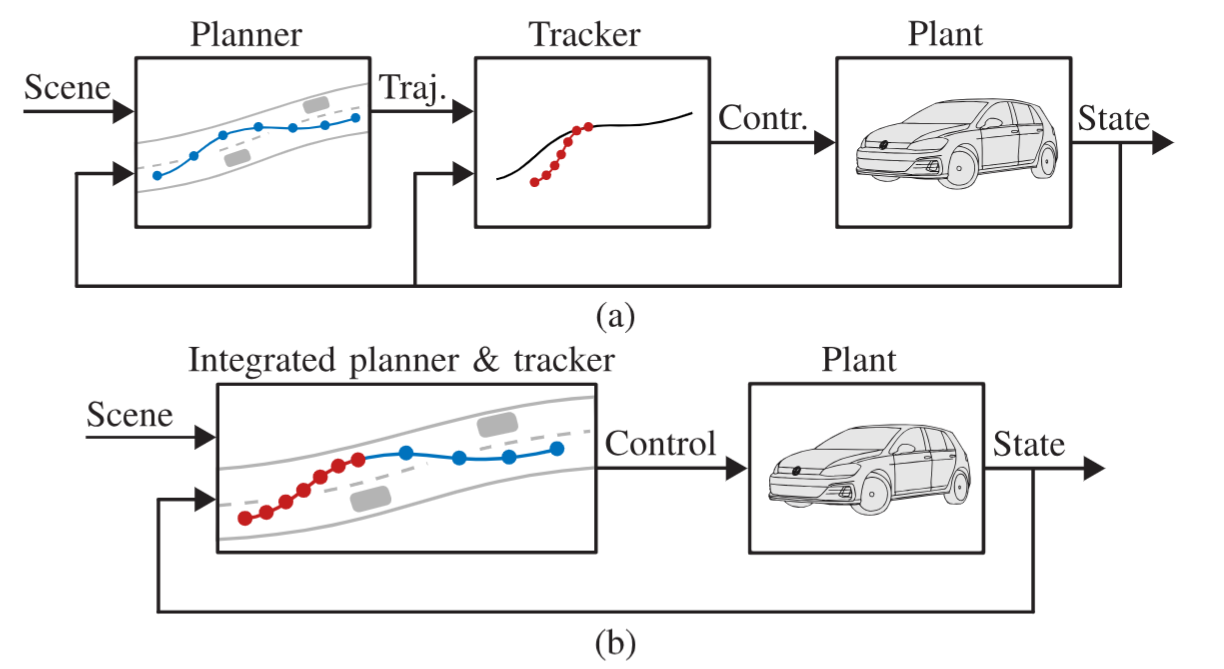 Planner
Tracker
Plant
Scene
Traj.
Contr.
State
(a)
Integrated planner & tracker
Plant
Scene
Control
State
(b)